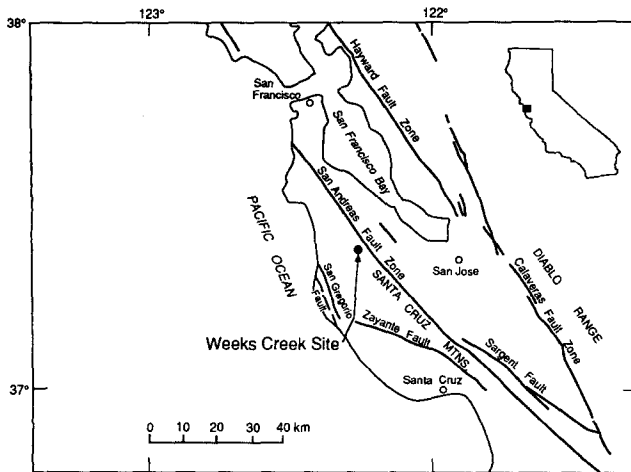 123°
122°
38°
San
Francisco
Hayward Fault Zone
San Francisco Bay
San Andreas Fault Zone
PACIFIC OCEAN
San Gregorio
Fault
San Jose
DIABLO RANGE
Calaveras Fault Zone
SANTA CRUZ MTNS
Zayante Fault
Sargent Fault
Weeks Creek Site
37°
Santa Cruz
0 10 20 30 40 km